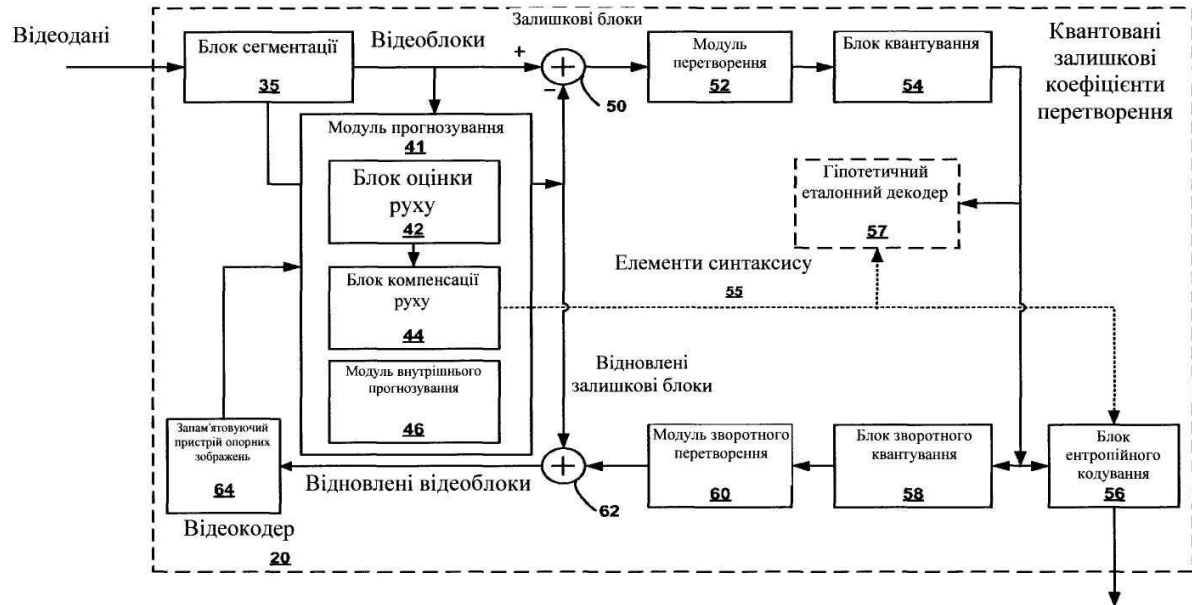 Відеодані
Блок сегментації
35
Відеоблоки
Залишкові блоки
+
−
50
Модуль
перетворення
52
Блок квантування
54
Квантовані
залишкові
коефіцієнти
перетворення
Модуль прогнозування
41
Блок оцінки
руху
42
Блок компенсації
руху
44
Модуль внутрішнього
прогнозування
46
Гіпотетичний
еталонний декодер
57
Елементи синтаксису
55
Відновлені
залишкові блоки
Запам'ятовуючий
пристрій опорних
зображень
64
Відновлені відеоблоки
62
Модуль зворотного
перетворення
60
Блок зворотного
квантування
58
Блок
ентропійного
кодування
56
Відеокодер
20